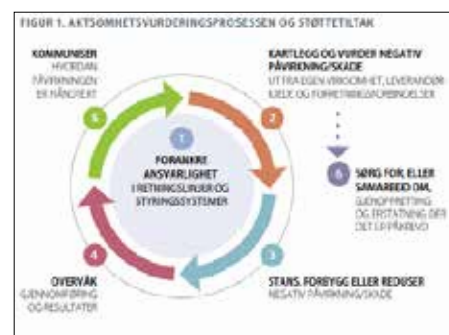 FIGUR 1. AKTSOMHETSVURDERINGSPROSESSEN OG STØTTETILTAK
KOMMUNISER
HVORDAN
PÅVIRKNINGEN
ER HÅNDTERT
5
KARTLEGG OG VURDER NEGATIV
PÅVIRKNING/SKADE
UT FRA EGEN VIRKSOMHET, LEVERANDØR-
KJEDE OG FORRETNINGSFORBINDELSER
2
1
FORANKRE
ANSVARLIGHET
I RETNINGSLINJER OG
STYRINGSSYSTEMER
6
SØRG FOR, ELLER
SAMARBEID OM,
GJENOPPRETTING
OG ERSTATNING DER
DET ER PÅKREVD
4
OVERVÅK
GJENNOMFØRING
OG RESULTATER
3
STANS, FORBYGG ELLER REDUSER
NEGATIV PÅVIRKNING/SKADE